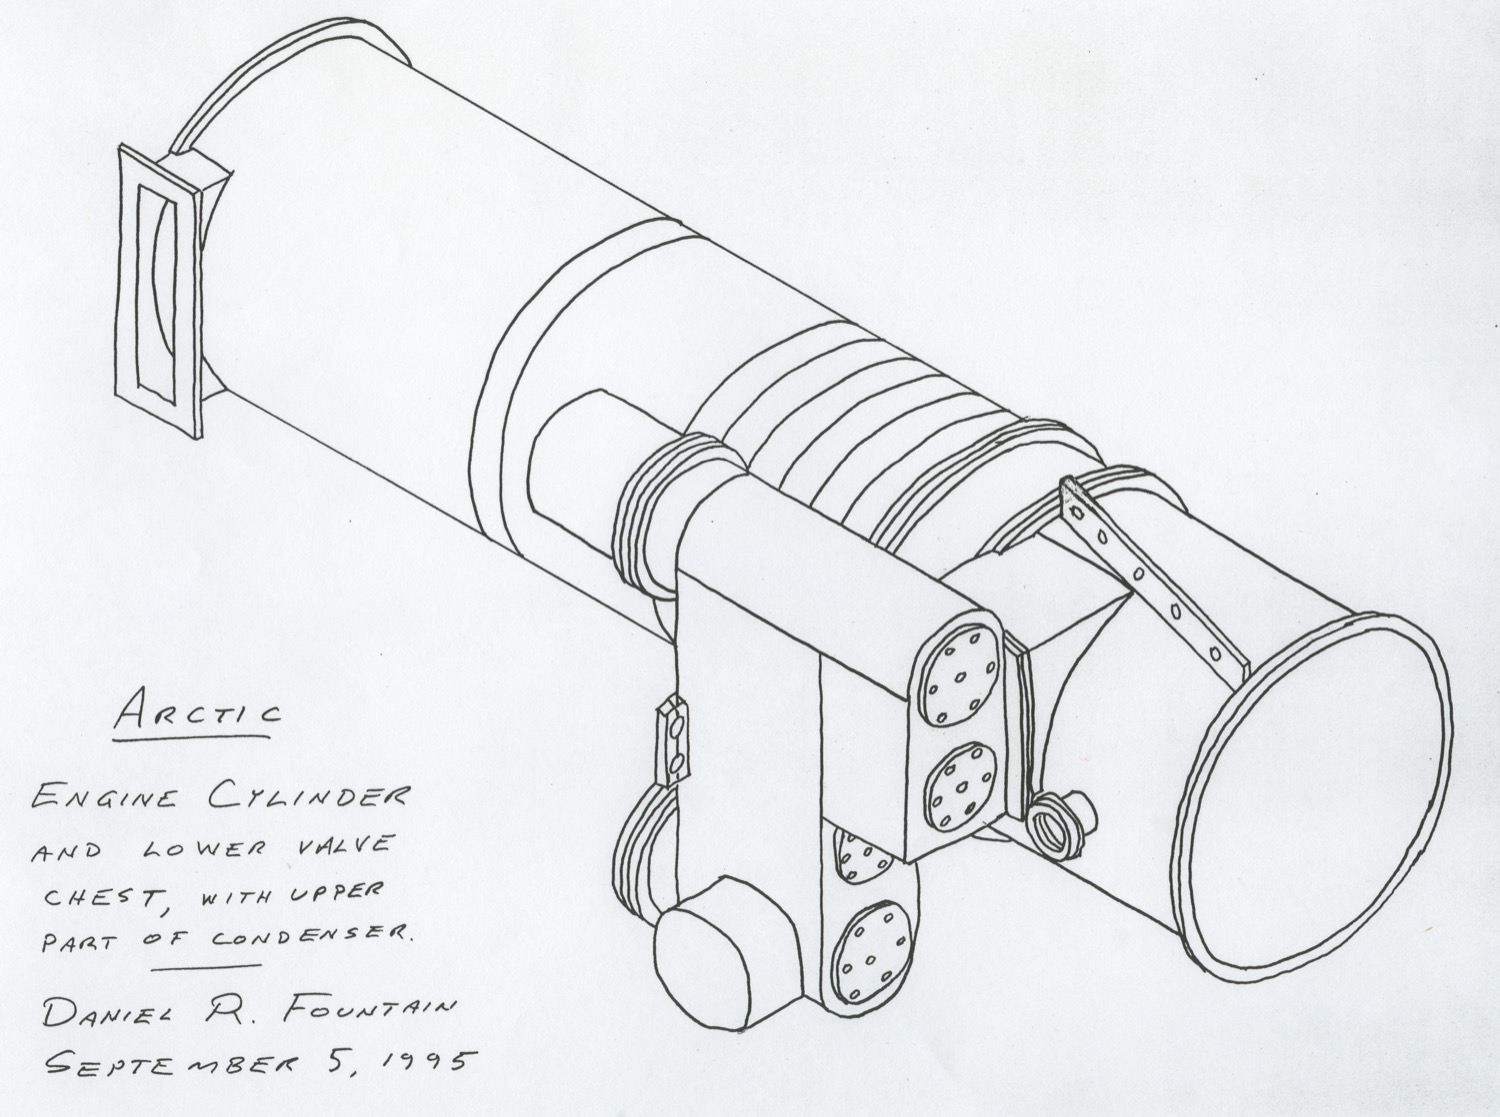 ARCTIC
ENGINE CYLINDER
AND LOWER VALVE
CHEST, WITH UPPER
PART OF CONDENSER.
DANIEL R. FOUNTAIN
SEPTEMBER 5, 1995